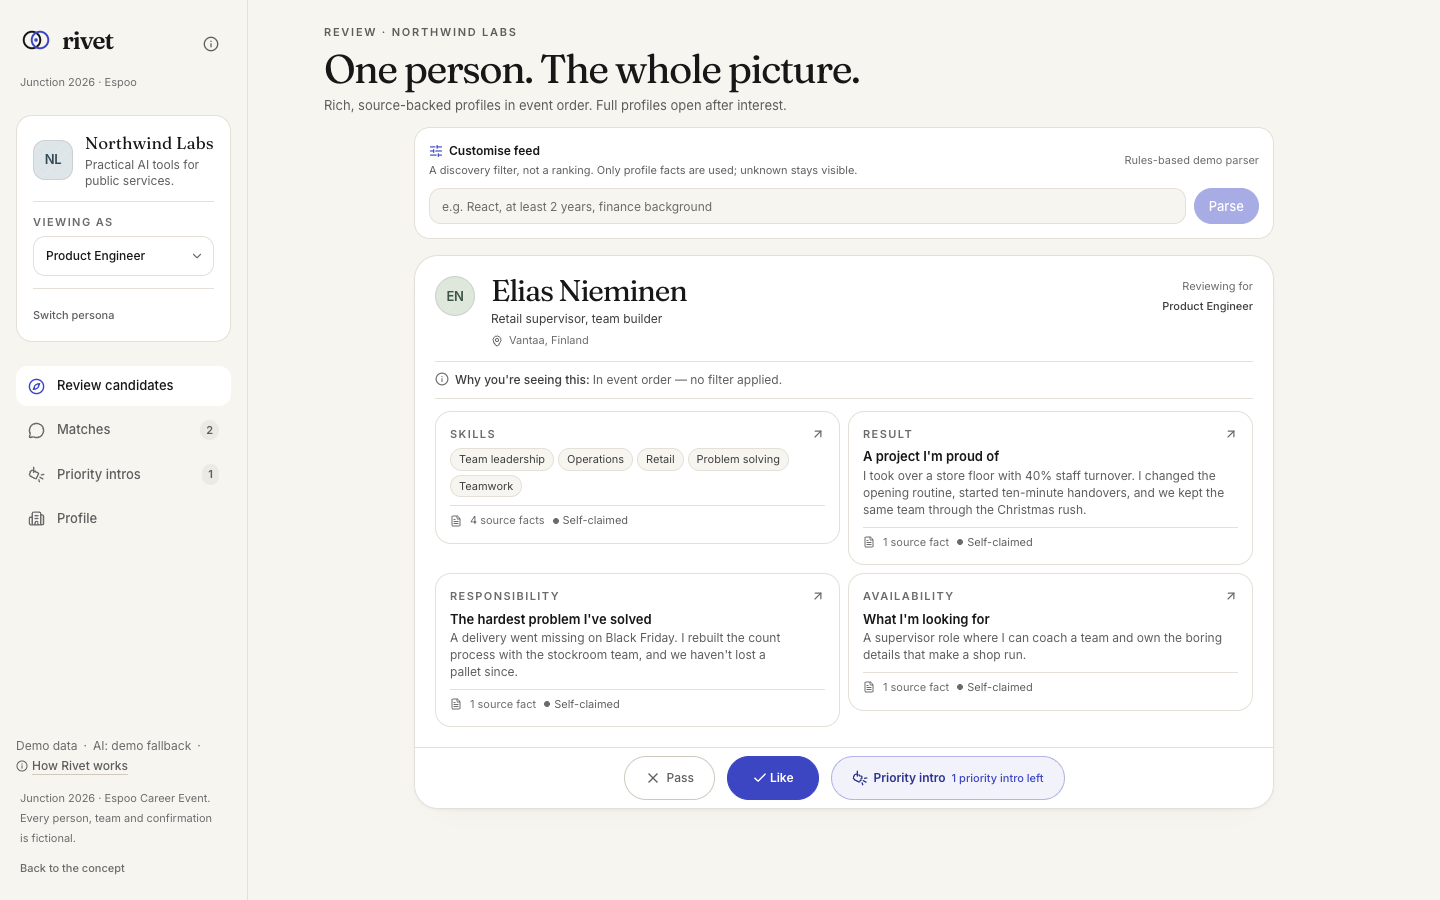 rivet
Junction 2026 · Espoo
NL
Northwind Labs
Practical AI tools for
public services.
VIEWING AS
Product Engineer
Switch persona
Review candidates
Matches
2
Priority intros
1
Profile
Demo data · AI: demo fallback ·
How Rivet works
Junction 2026 · Espoo Career Event.
Every person, team and confirmation
is fictional.
Back to the concept
REVIEW · NORTHWIND LABS
One person. The whole picture.
Rich, source-backed profiles in event order. Full profiles open after interest.
Customise feed
A discovery filter, not a ranking. Only profile facts are used; unknown stays visible.
Rules-based demo parser
e.g. React, at least 2 years, finance background
Parse
EN
Elias Nieminen
Retail supervisor, team builder
Vantaa, Finland
Reviewing for
Product Engineer
Why you're seeing this: In event order — no filter applied.
SKILLS
Team leadership
Operations
Retail
Problem solving
Teamwork
4 source facts
Self-claimed
RESULT
A project I'm proud of
I took over a store floor with 40% staff turnover. I changed the
opening routine, started ten-minute handovers, and we kept the
same team through the Christmas rush.
1 source fact
Self-claimed
RESPONSIBILITY
The hardest problem I've solved
A delivery went missing on Black Friday. I rebuilt the count
process with the stockroom team, and we haven't lost a
pallet since.
1 source fact
Self-claimed
AVAILABILITY
What I'm looking for
A supervisor role where I can coach a team and own the boring
details that make a shop run.
1 source fact
Self-claimed
Pass
Like
Priority intro 1 priority intro left